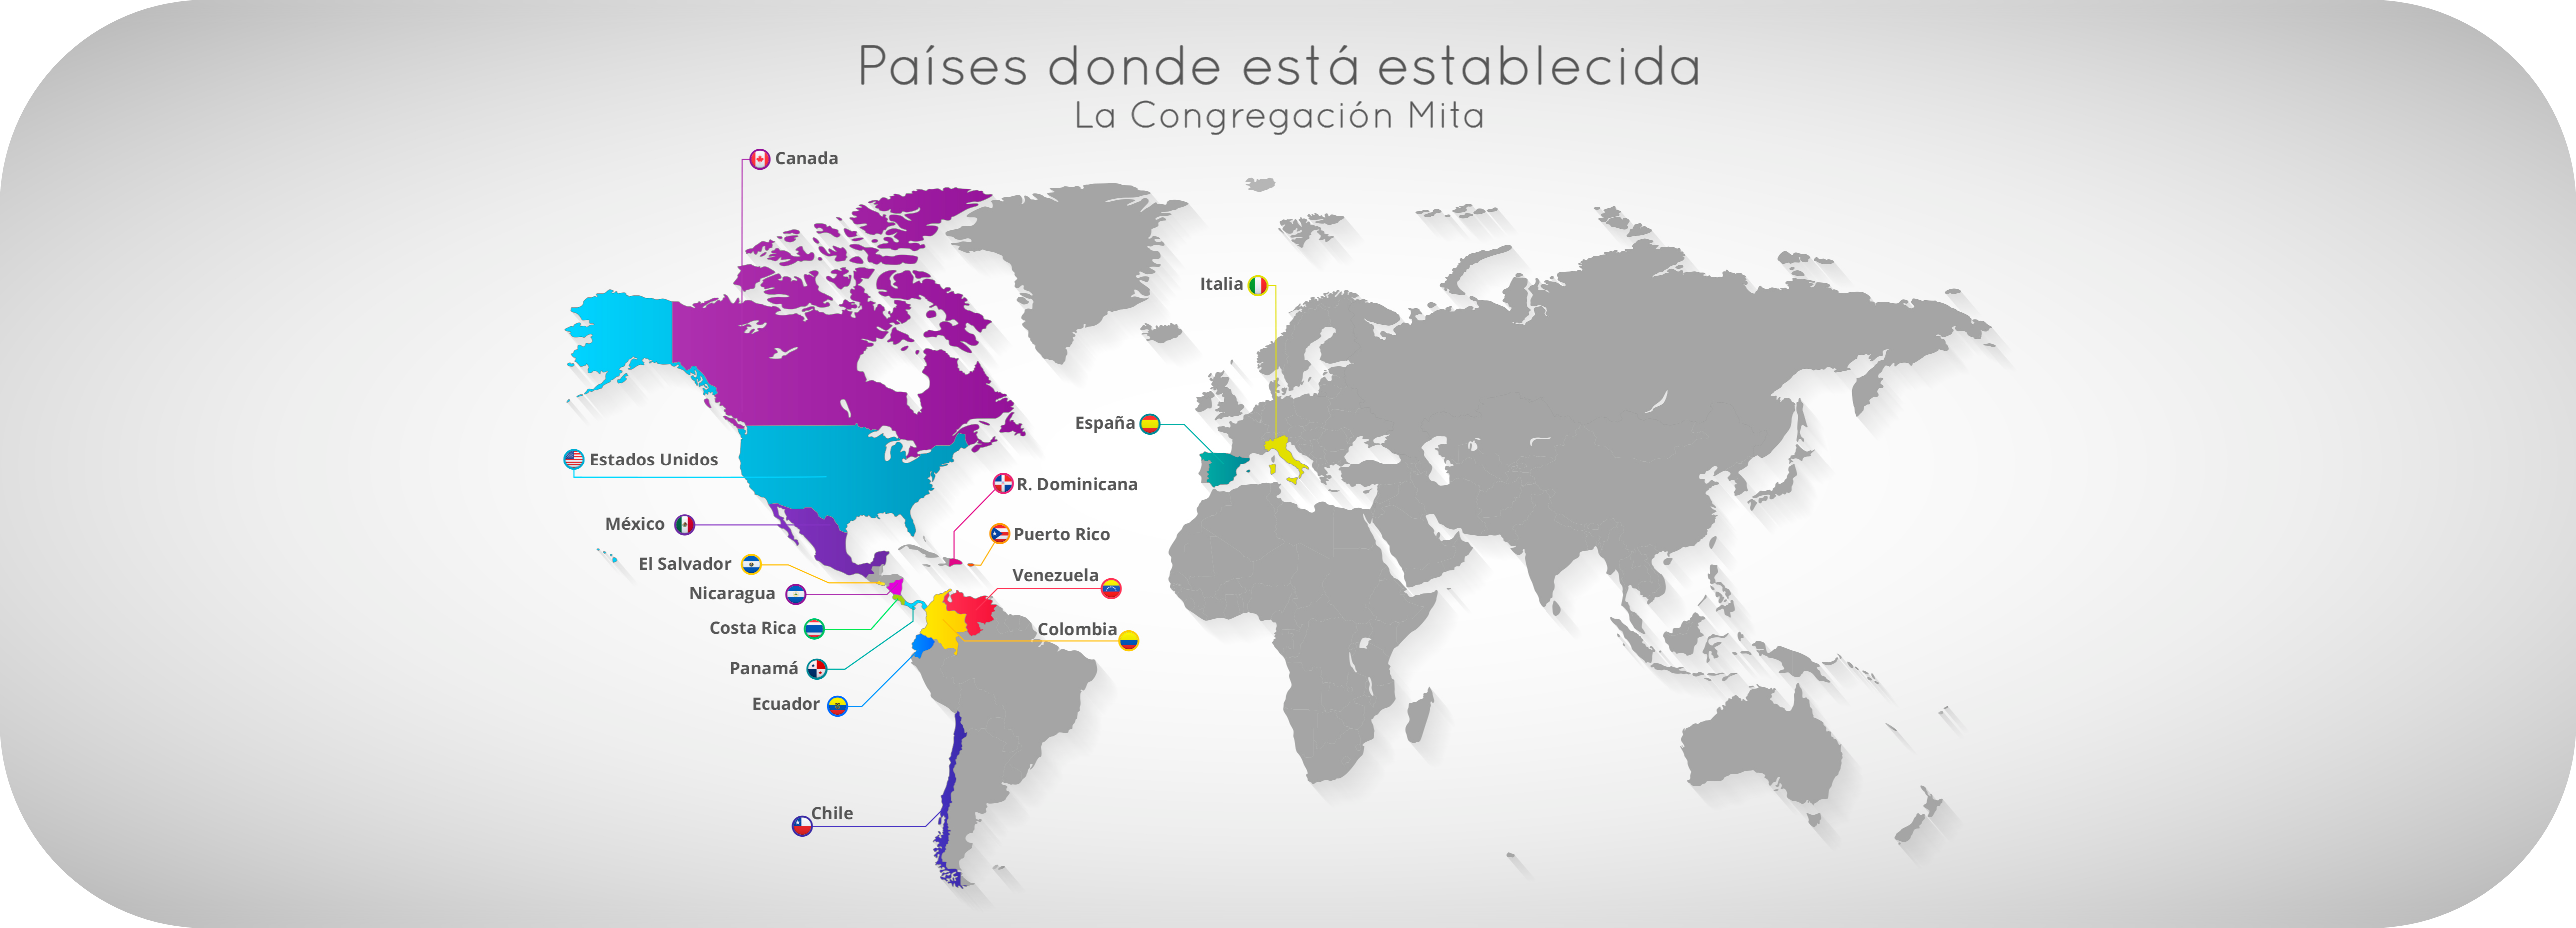 Países donde está establecida
La Congregación Mita
Canada
Italia
España
Estados Unidos
R. Dominicana
México
Puerto Rico
El Salvador
Venezuela
Nicaragua
Costa Rica
Colombia
Panamá
Ecuador
Chile